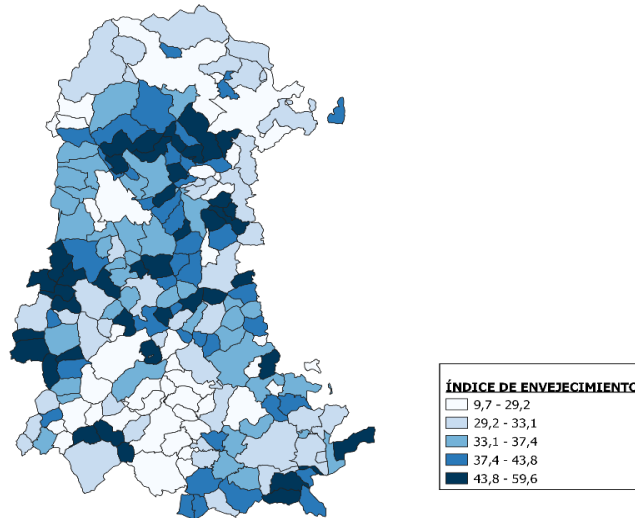 ÍNDICE DE ENVEJECIMIENTO
9,7 - 29,2
29,2 - 33,1
33,1 - 37,4
37,4 - 43,8
43,8 - 59,6